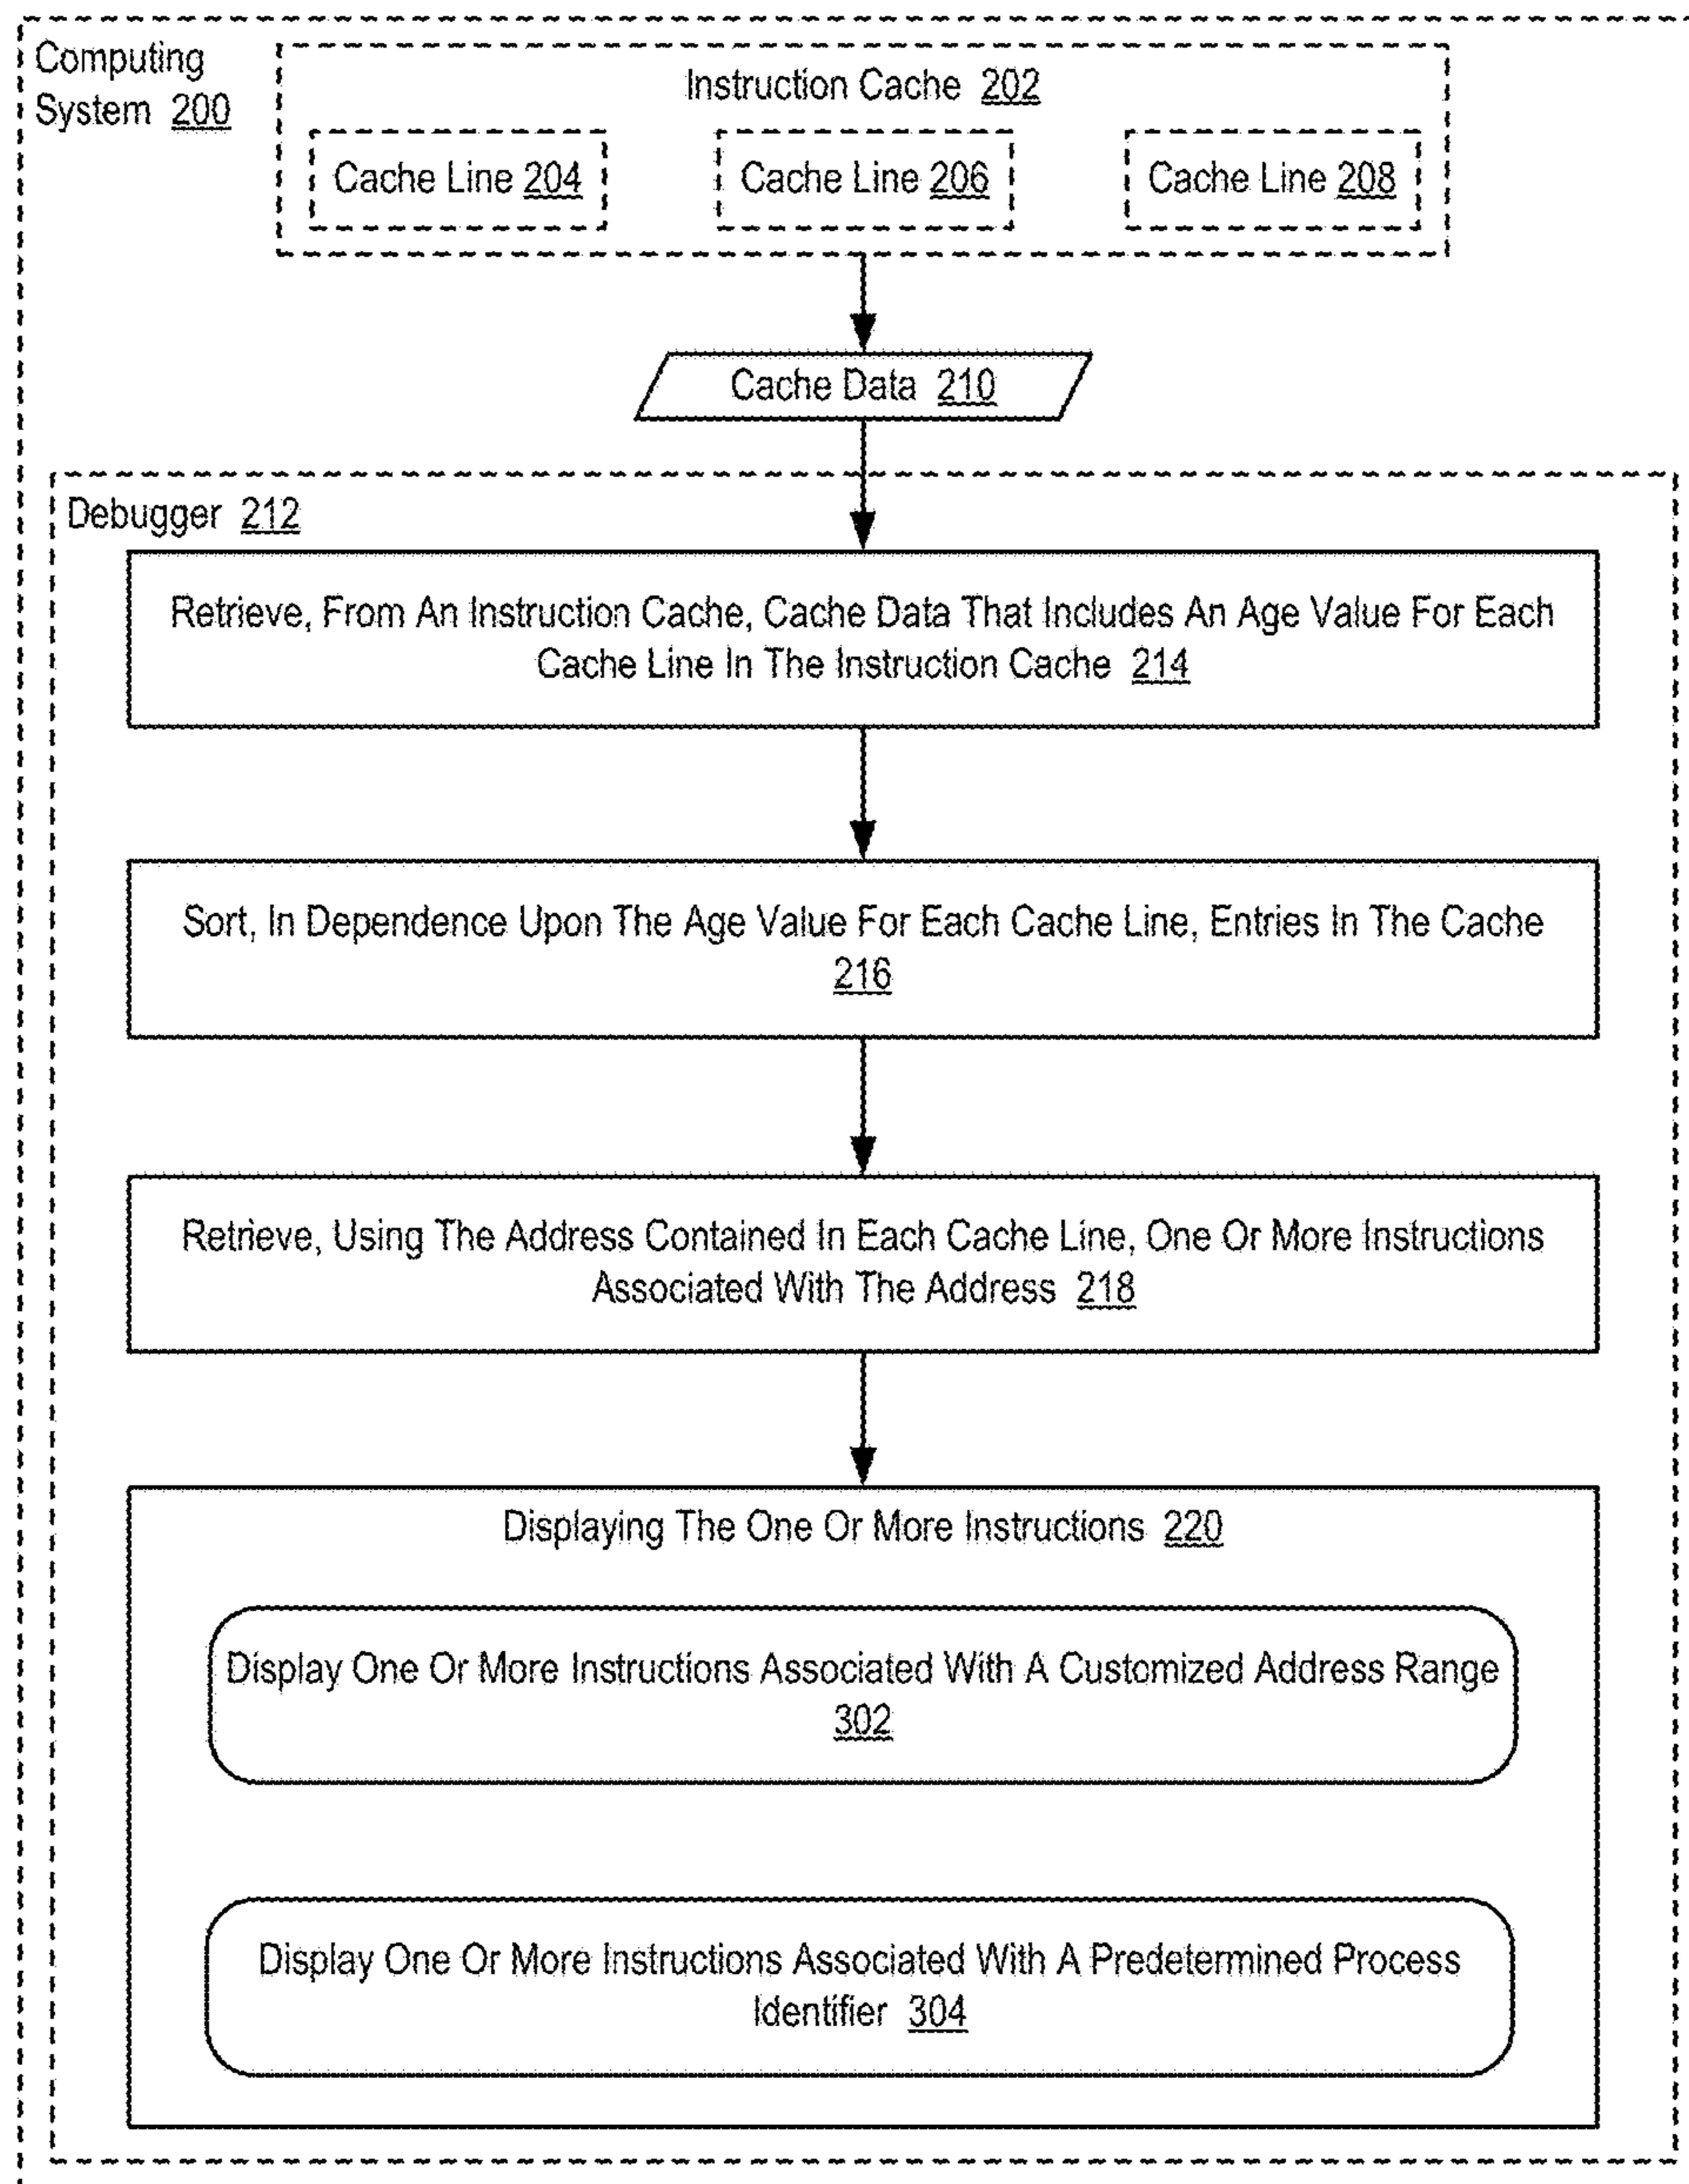 Computing
System 200
Instruction Cache 202
Cache Line 204
Cache Line 206
Cache Line 208
Cache Data 210
Debugger 212
Retrieve, From An Instruction Cache, Cache Data That Includes An Age Value For Each
Cache Line In The Instruction Cache 214
Sort, In Dependence Upon The Age Value For Each Cache Line, Entries In The Cache
216
Retrieve, Using The Address Contained In Each Cache Line, One Or More Instructions
Associated With The Address 218
Displaying The One Or More Instructions 220
Display One Or More Instructions Associated With A Customized Address Range
302
Display One Or More Instructions Associated With A Predetermined Process
Identifier 304